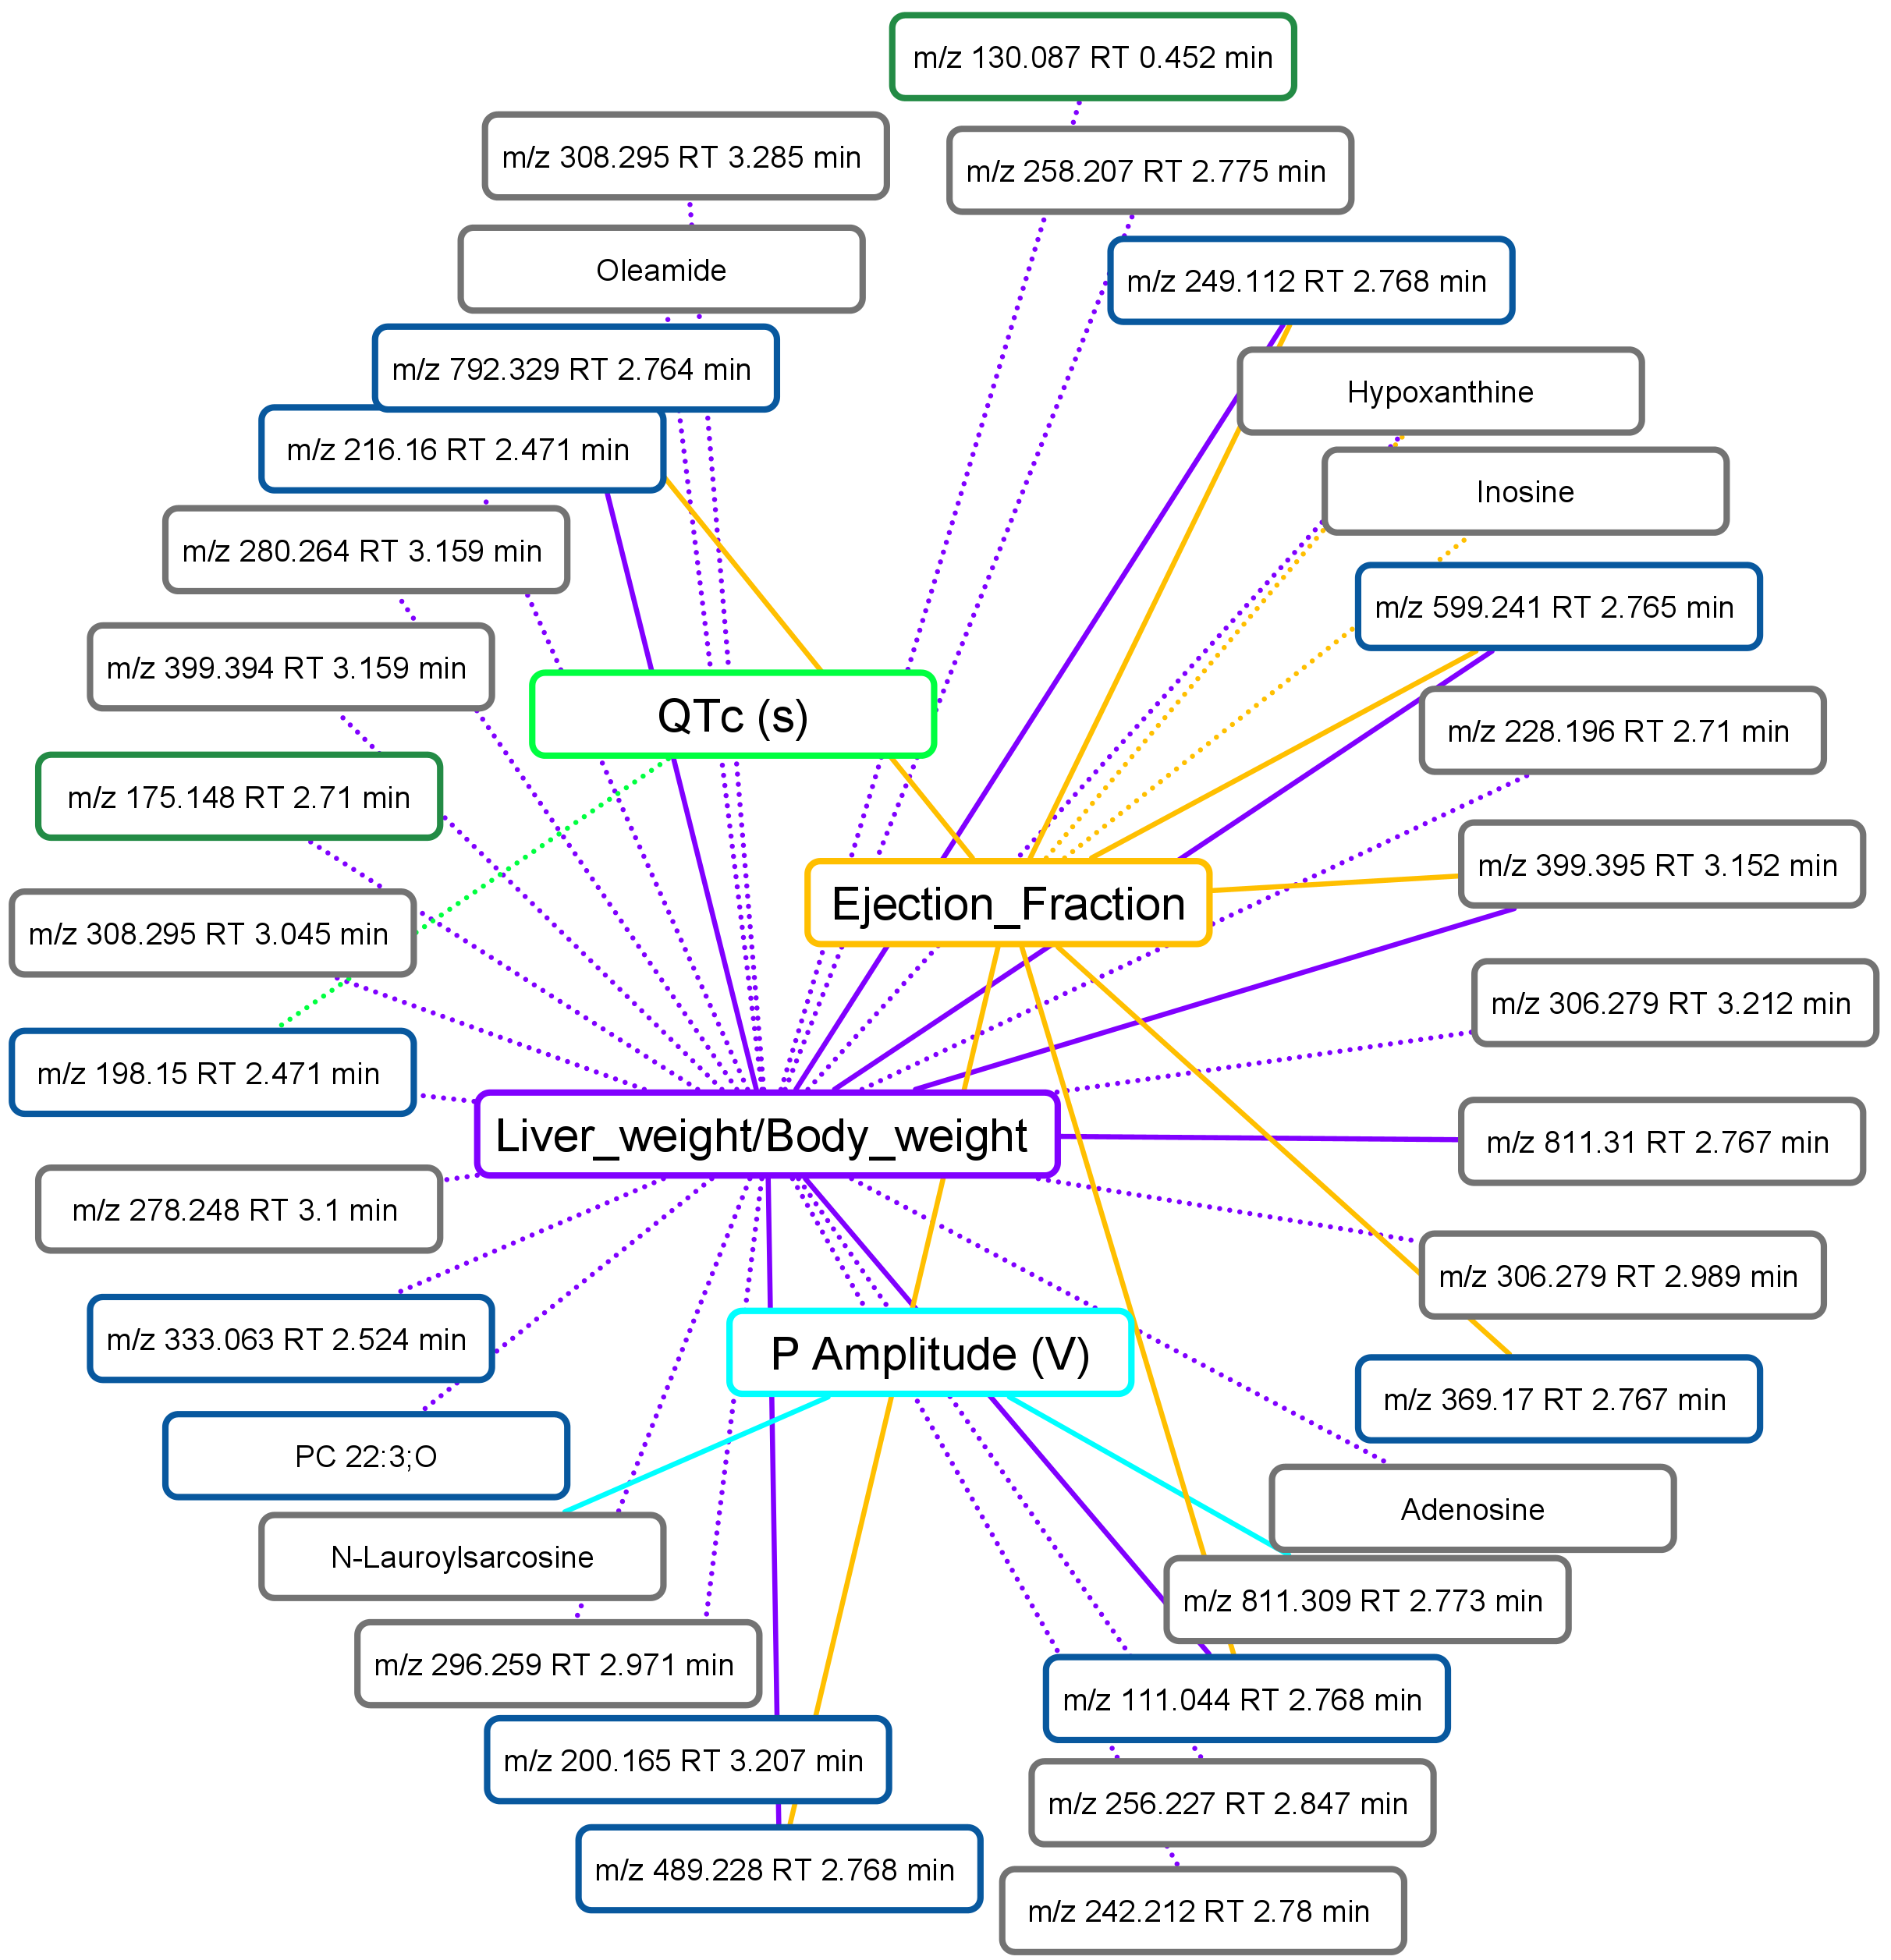 m/z 130.087 RT 0.452 min
m/z 308.295 RT 3.285 min
m/z 258.207 RT 2.775 min
Oleamide
m/z 249.112 RT 2.768 min
m/z 792.329 RT 2.764 min
Hypoxanthine
m/z 216.16 RT 2.471 min
Inosine
m/z 280.264 RT 3.159 min
m/z 599.241 RT 2.765 min
m/z 399.394 RT 3.159 min
QTc (s)
m/z 228.196 RT 2.71 min
m/z 175.148 RT 2.71 min
m/z 399.395 RT 3.152 min
Ejection_Fraction
m/z 308.295 RT 3.045 min
m/z 306.279 RT 3.212 min
m/z 198.15 RT 2.471 min
Liver_weight/Body_weight
m/z 811.31 RT 2.767 min
m/z 278.248 RT 3.1 min
m/z 306.279 RT 2.989 min
m/z 333.063 RT 2.524 min
P Amplitude (V)
m/z 369.17 RT 2.767 min
PC 22:3;O
Adenosine
N-Lauroylsarcosine
m/z 811.309 RT 2.773 min
m/z 296.259 RT 2.971 min
m/z 111.044 RT 2.768 min
m/z 200.165 RT 3.207 min
m/z 256.227 RT 2.847 min
m/z 489.228 RT 2.768 min
m/z 242.212 RT 2.78 min